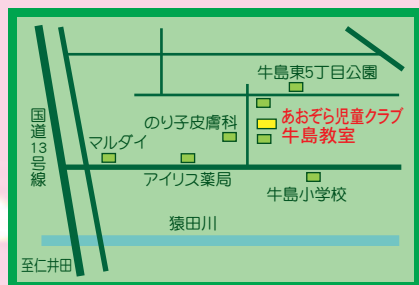 牛島東5丁目公園
あおぞら児童クラブ
牛島教室
のり子皮膚科
国道13号線
マルダイ
アイリス薬局
牛島小学校
猿田川
至仁井田